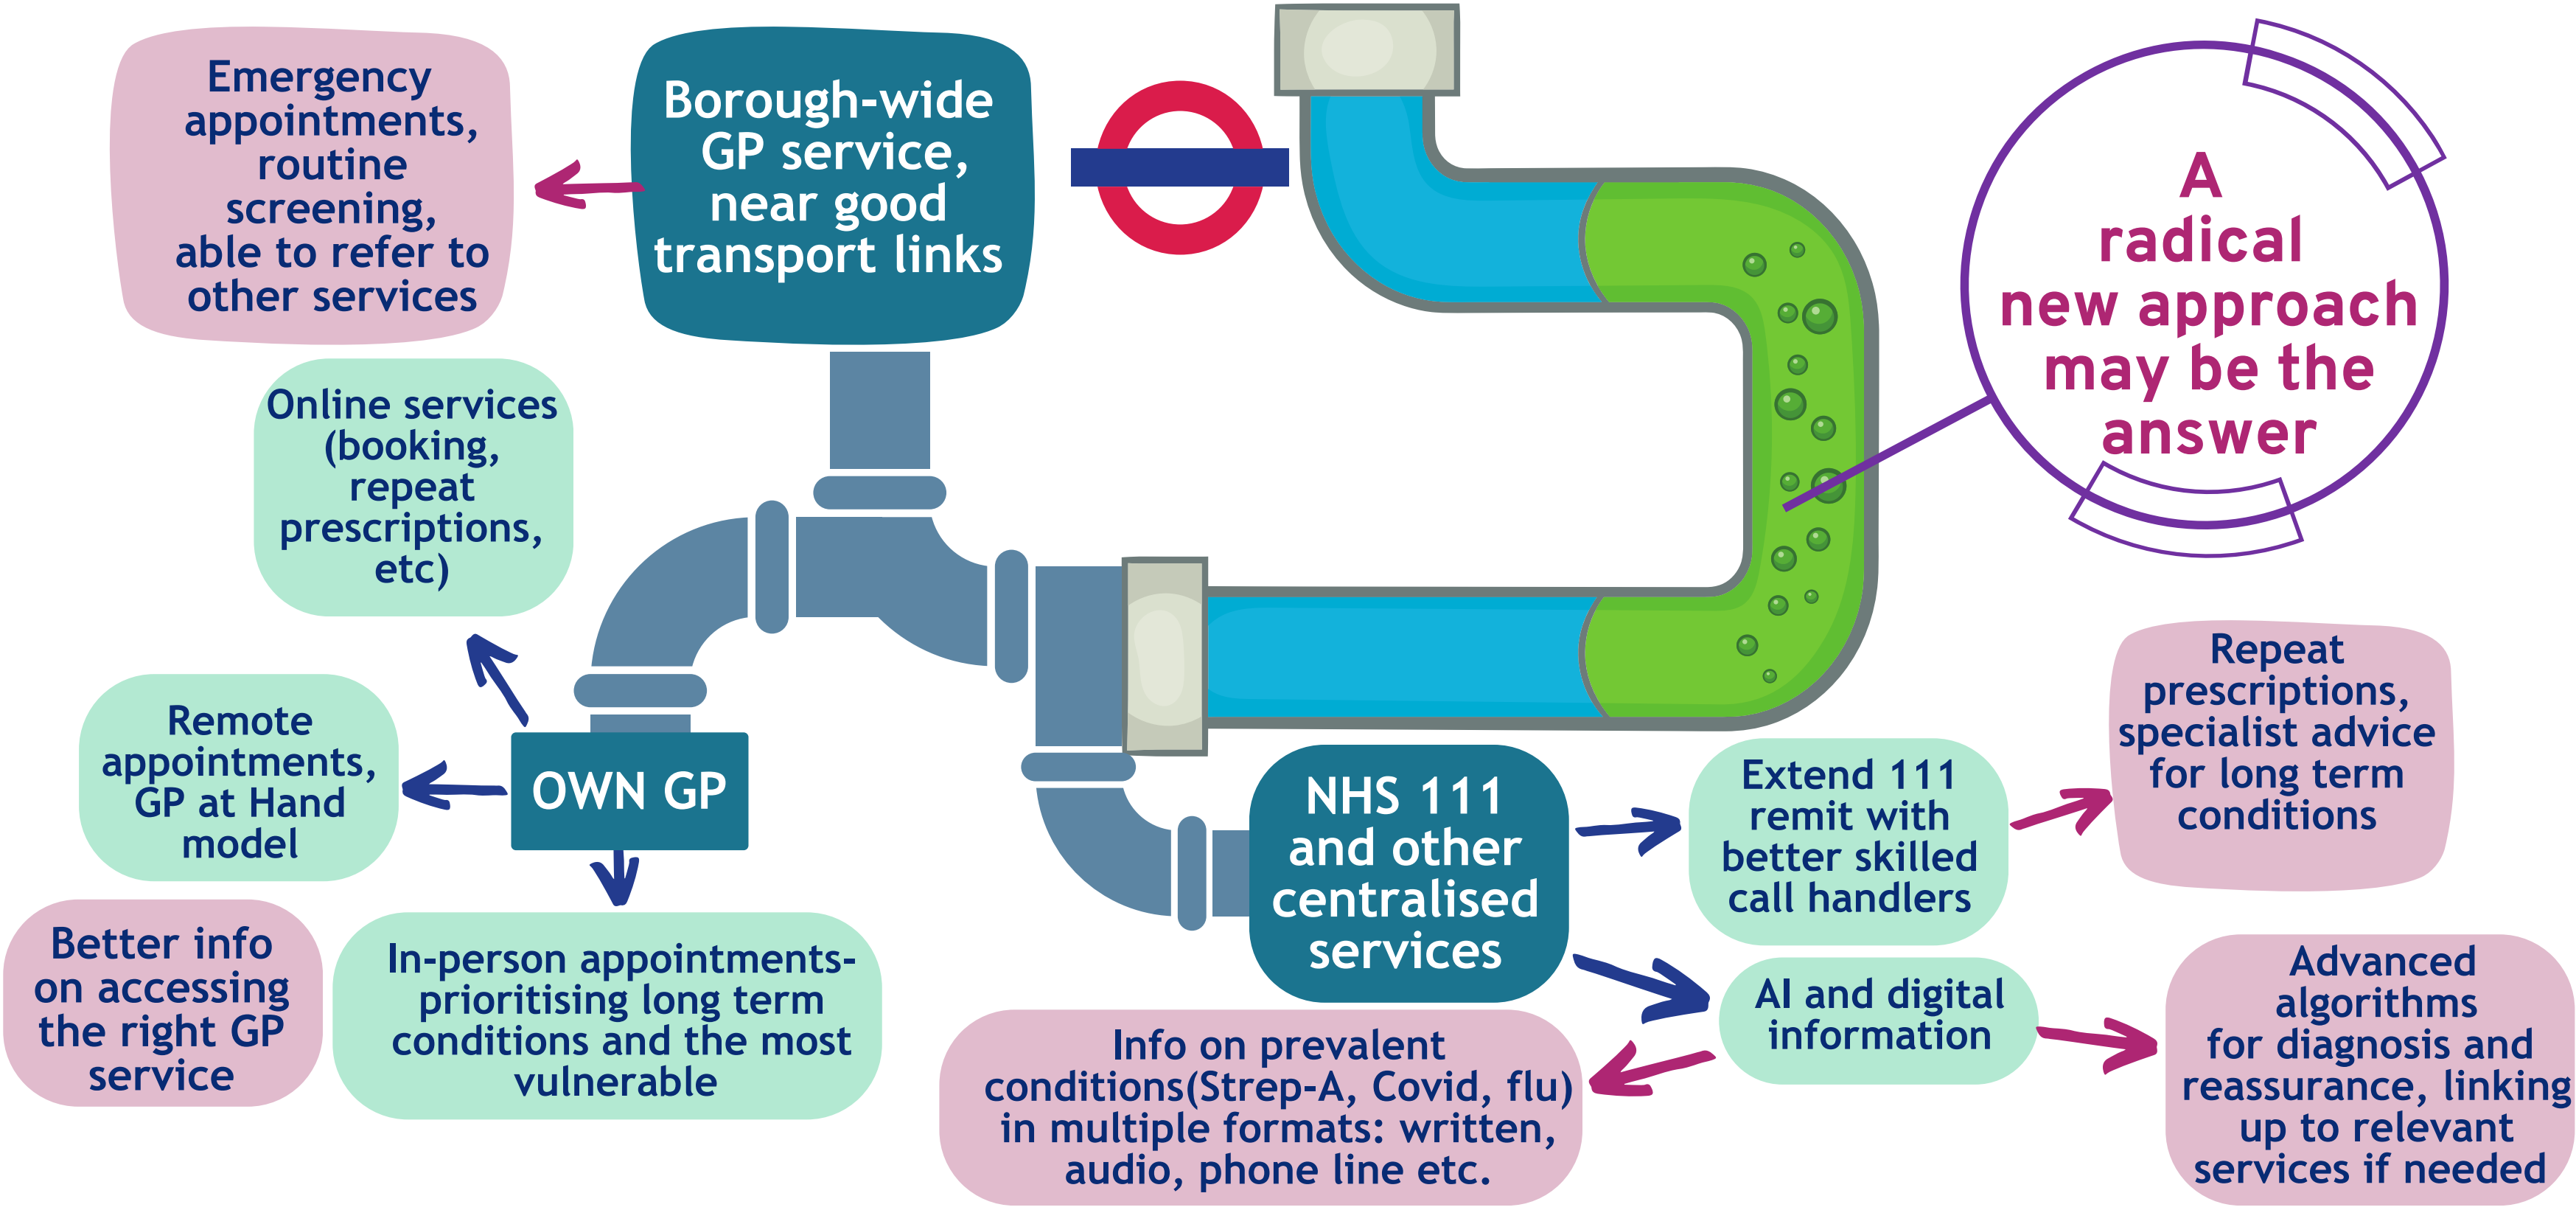 Emergency
appointments,
routine
screening,
able to refer to
other services
Borough-wide
GP service,
near good
transport links
A
radical
new approach
may be the
answer
Online services
(booking,
repeat
prescriptions,
etc)
Remote
appointments,
GP at Hand
model
OWN GP
Better info
on accessing
the right GP
service
In-person appointments-
prioritising long term
conditions and the most
vulnerable
NHS 111
and other
centralised
services
Extend 111
remit with
better skilled
call handlers
Repeat
prescriptions,
specialist advice
for long term
conditions
AI and digital
information
Info on prevalent
conditions(Strep-A, Covid, flu)
in multiple formats: written,
audio, phone line etc.
Advanced
algorithms
for diagnosis and
reassurance, linking
up to relevant
services if needed